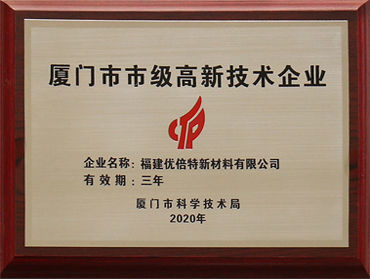 厦门市市级高新技术企业
企业名称：福建优倍特新材料有限公司
有效期：三年
厦门市科学技术局
2020年